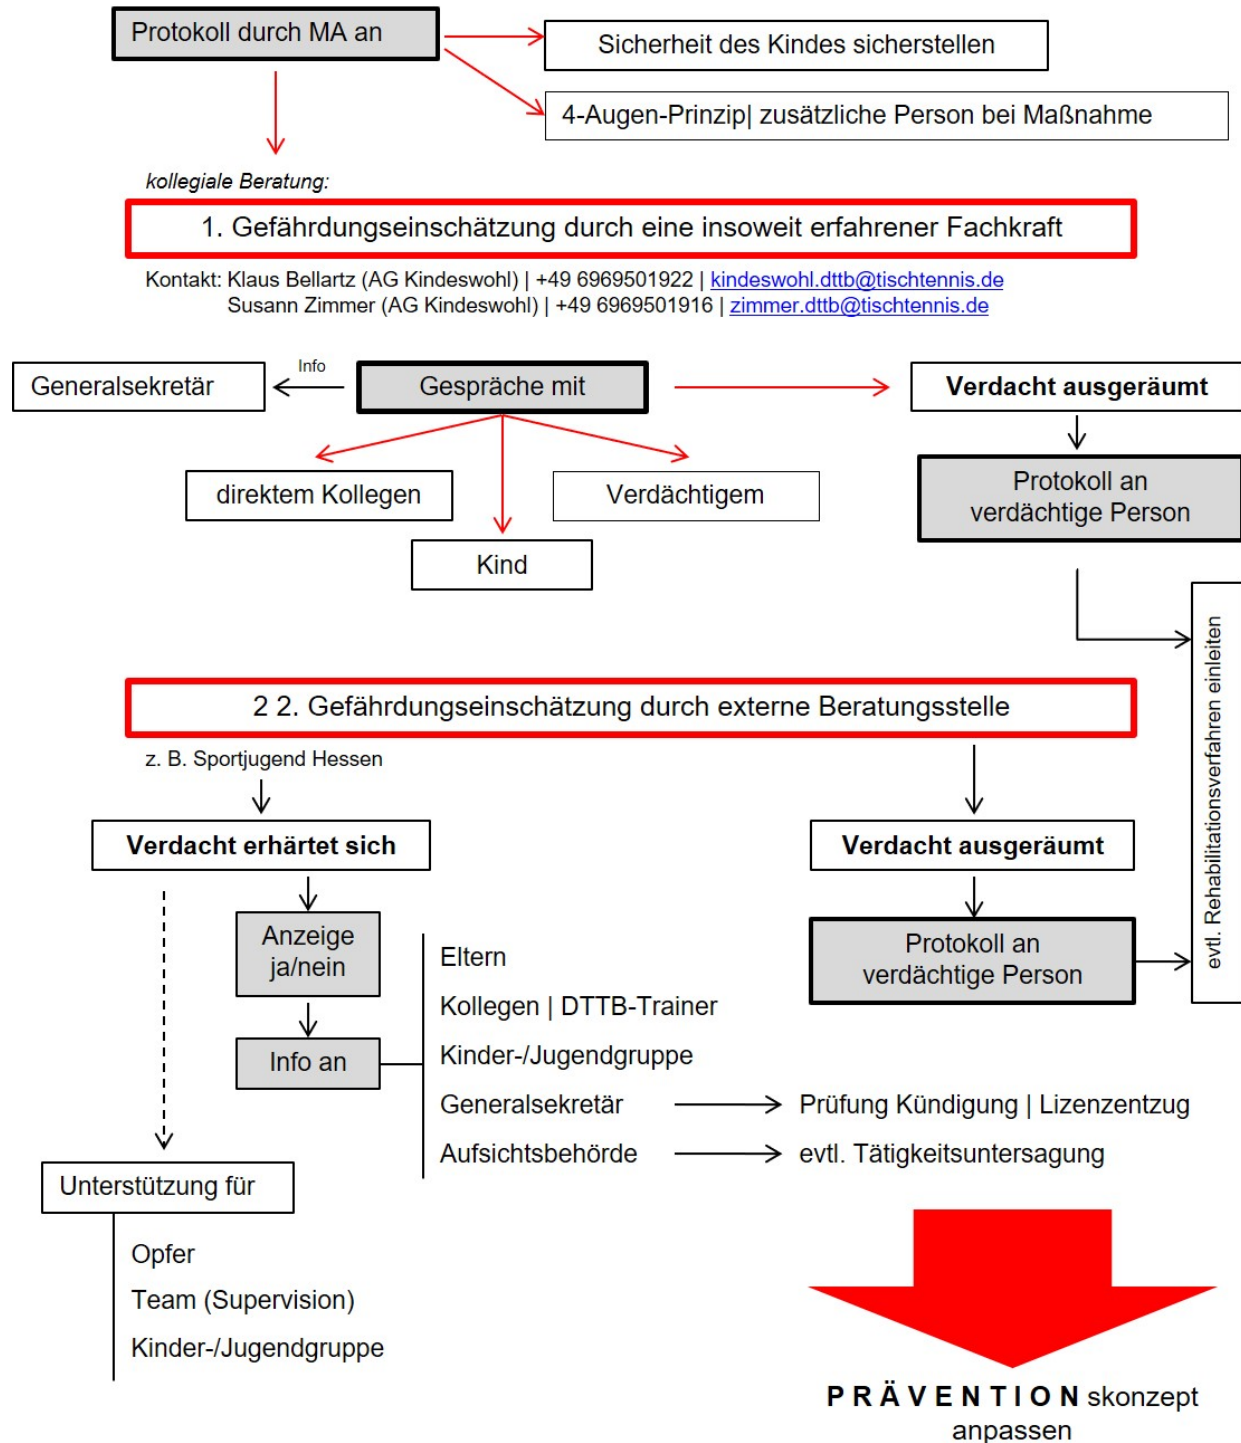 Protokoll durch MA an
Sicherheit des Kindes sicherstellen
4-Augen-Prinzip| zusätzliche Person bei Maßnahme
kollegiale Beratung:
1. Gefährdungseinschätzung durch eine insoweit erfahrener Fachkraft
Kontakt: Klaus Bellartz (AG Kindeswohl) | +49 6969501922 | kindeswohl.dttb@tischtennis.de
Susann Zimmer (AG Kindeswohl) | +49 6969501916 | zimmer.dttb@tischtennis.de
Generalsekretär
Info
Gespräche mit
Verdacht ausgeräumt
direktem Kollegen
Verdächtigem
Kind
Protokoll an
verdächtige Person
evtl. Rehabilitationsverfahren einleiten
2 2. Gefährdungseinschätzung durch externe Beratungsstelle
z. B. Sportjugend Hessen
Verdacht erhärtet sich
Verdacht ausgeräumt
Anzeige
ja/nein
Protokoll an
verdächtige Person
Info an
Eltern
Kollegen | DTTB-Trainer
Kinder-/Jugendgruppe
Generalsekretär
Prüfung Kündigung | Lizenzentzug
Aufsichtsbehörde
evtl. Tätigkeitsuntersagung
Unterstützung für
Opfer
Team (Supervision)
Kinder-/Jugendgruppe
P R Ä V E N T I O N skonzept
anpassen